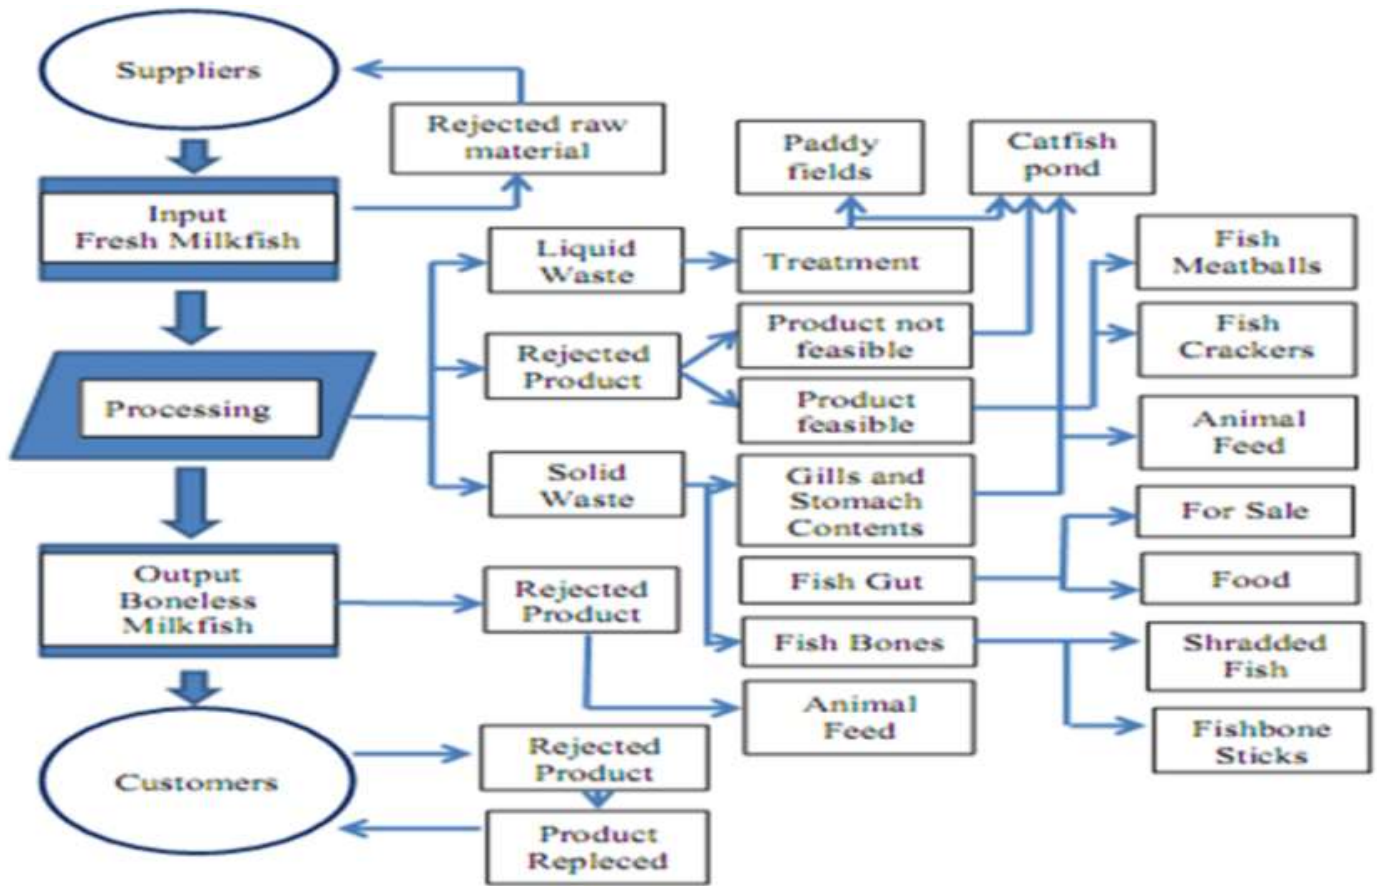 Suppliers
Rejected raw
material
Paddy
fields
Catfish
pond
Input
Fresh Milkfish
Liquid
Waste
Treatment
Fish
Meatballs
Rejected
Product
Product not
feasible
Fish
Crackers
Processing
Product
feasible
Animal
Feed
Solid
Waste
Gills and
Stomach
Contents
For Sale
Output
Boneless
Milkfish
Rejected
Product
Fish Gut
Food
Fish Bones
Shradded
Fish
Animal
Feed
Fishbone
Sticks
Customers
Rejected
Product
Product
Repleced